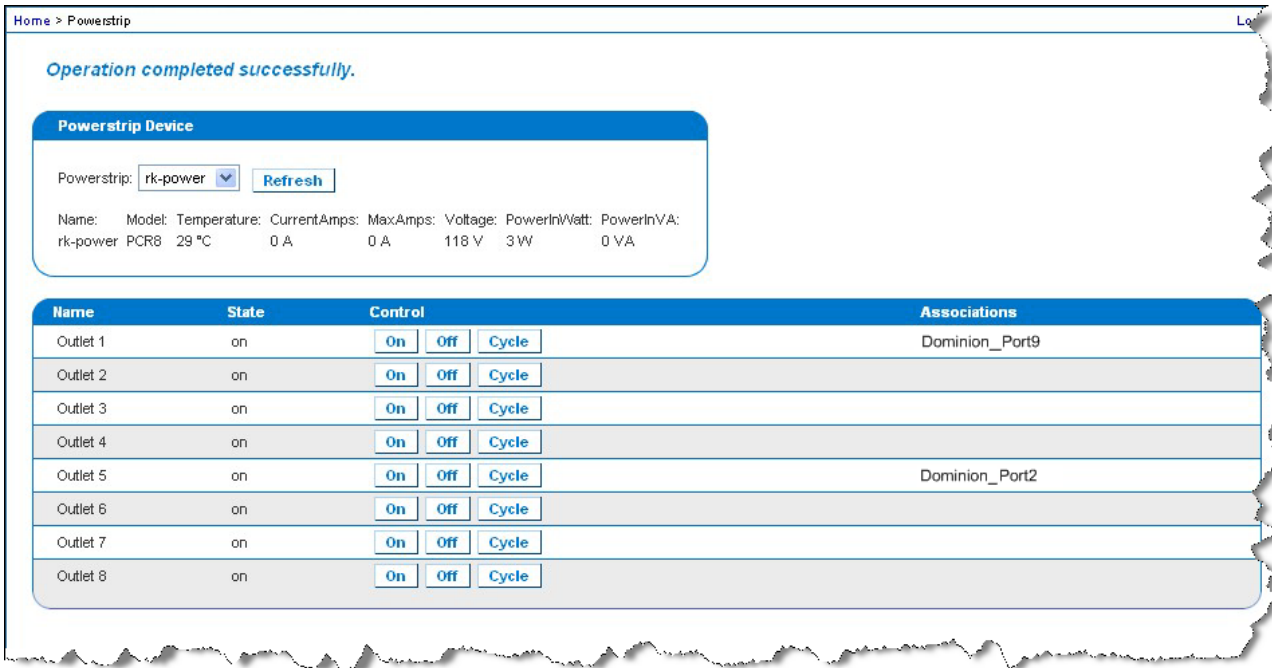 Home > Powerstrip
Operation completed successfully.
Powerstrip Device
Powerstrip: rk-power Refresh
Name: Model: Temperature: CurrentAmps: MaxAmps: Voltage: PowerInWatt: PowerInVA:
rk-power PCR8 29 °C 0 A 0 A 118 V 3 W 0 VA
Name State Control Associations
Outlet 1 on On Off Cycle Dominion_Port9
Outlet 2 on On Off Cycle
Outlet 3 on On Off Cycle
Outlet 4 on On Off Cycle
Outlet 5 on On Off Cycle Dominion_Port2
Outlet 6 on On Off Cycle
Outlet 7 on On Off Cycle
Outlet 8 on On Off Cycle